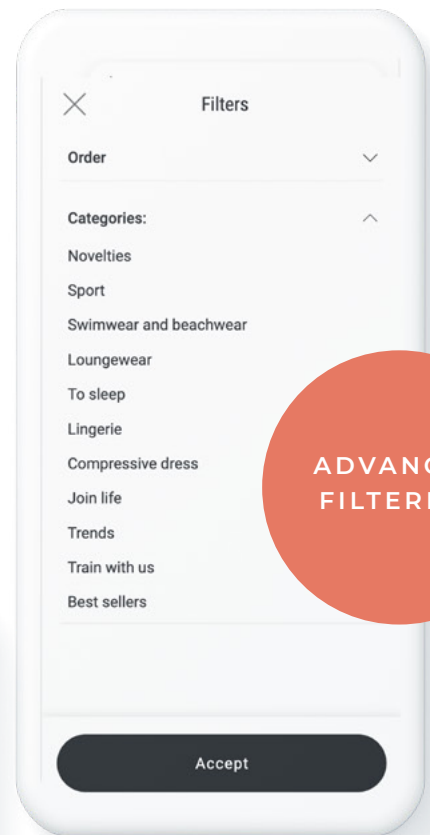 Filters
Order
Categories:
Novelties
Sport
Swimwear and beachwear
Loungewear
To sleep
Lingerie
Compressive dress
Join life
Trends
Train with us
Best sellers
Accept